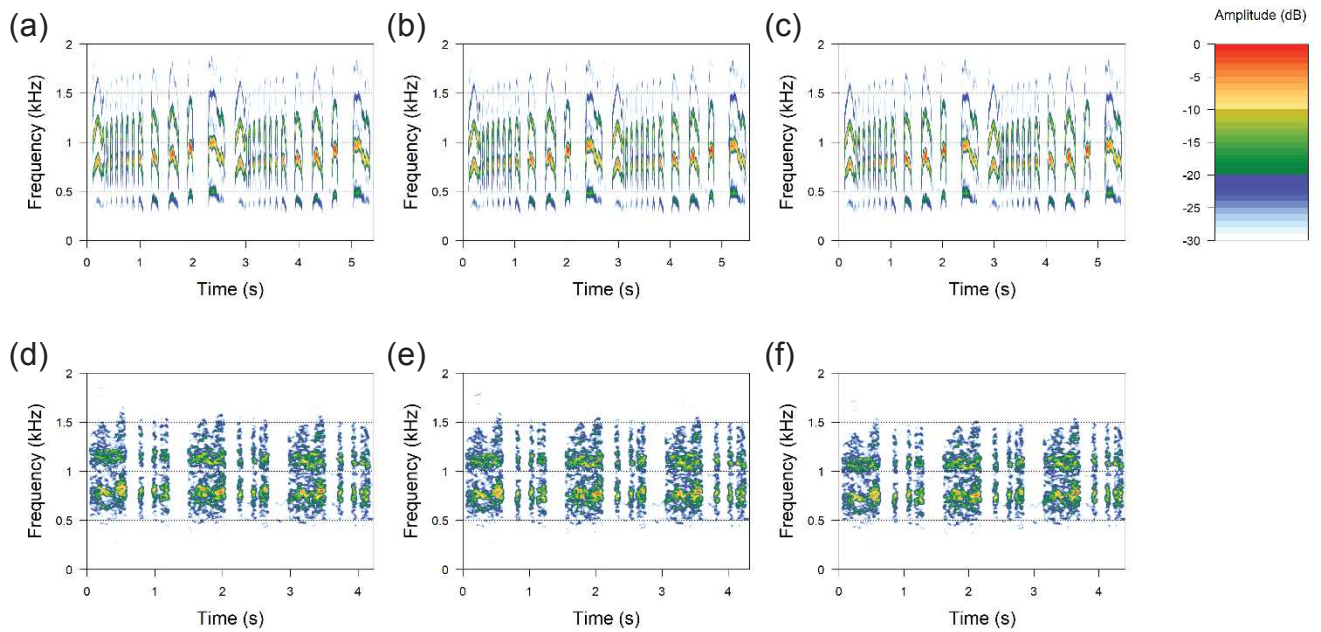 (a)
(b)
(c)
Amplitude (dB)
2
1.5
1
0.5
0
Frequency (kHz)
0 1 2 3 4 5
Time (s)
2
1.5
1
0.5
0
Frequency (kHz)
0 1 2 3 4 5
Time (s)
2
1.5
1
0.5
0
Frequency (kHz)
0 1 2 3 4 5
Time (s)
0
-5
-10
-15
-20
-25
-30
(d)
(e)
(f)
2
1.5
1
0.5
0
Frequency (kHz)
0 1 2 3 4
Time (s)
2
1.5
1
0.5
0
Frequency (kHz)
0 1 2 3 4
Time (s)
2
1.5
1
0.5
0
Frequency (kHz)
0 1 2 3 4
Time (s)